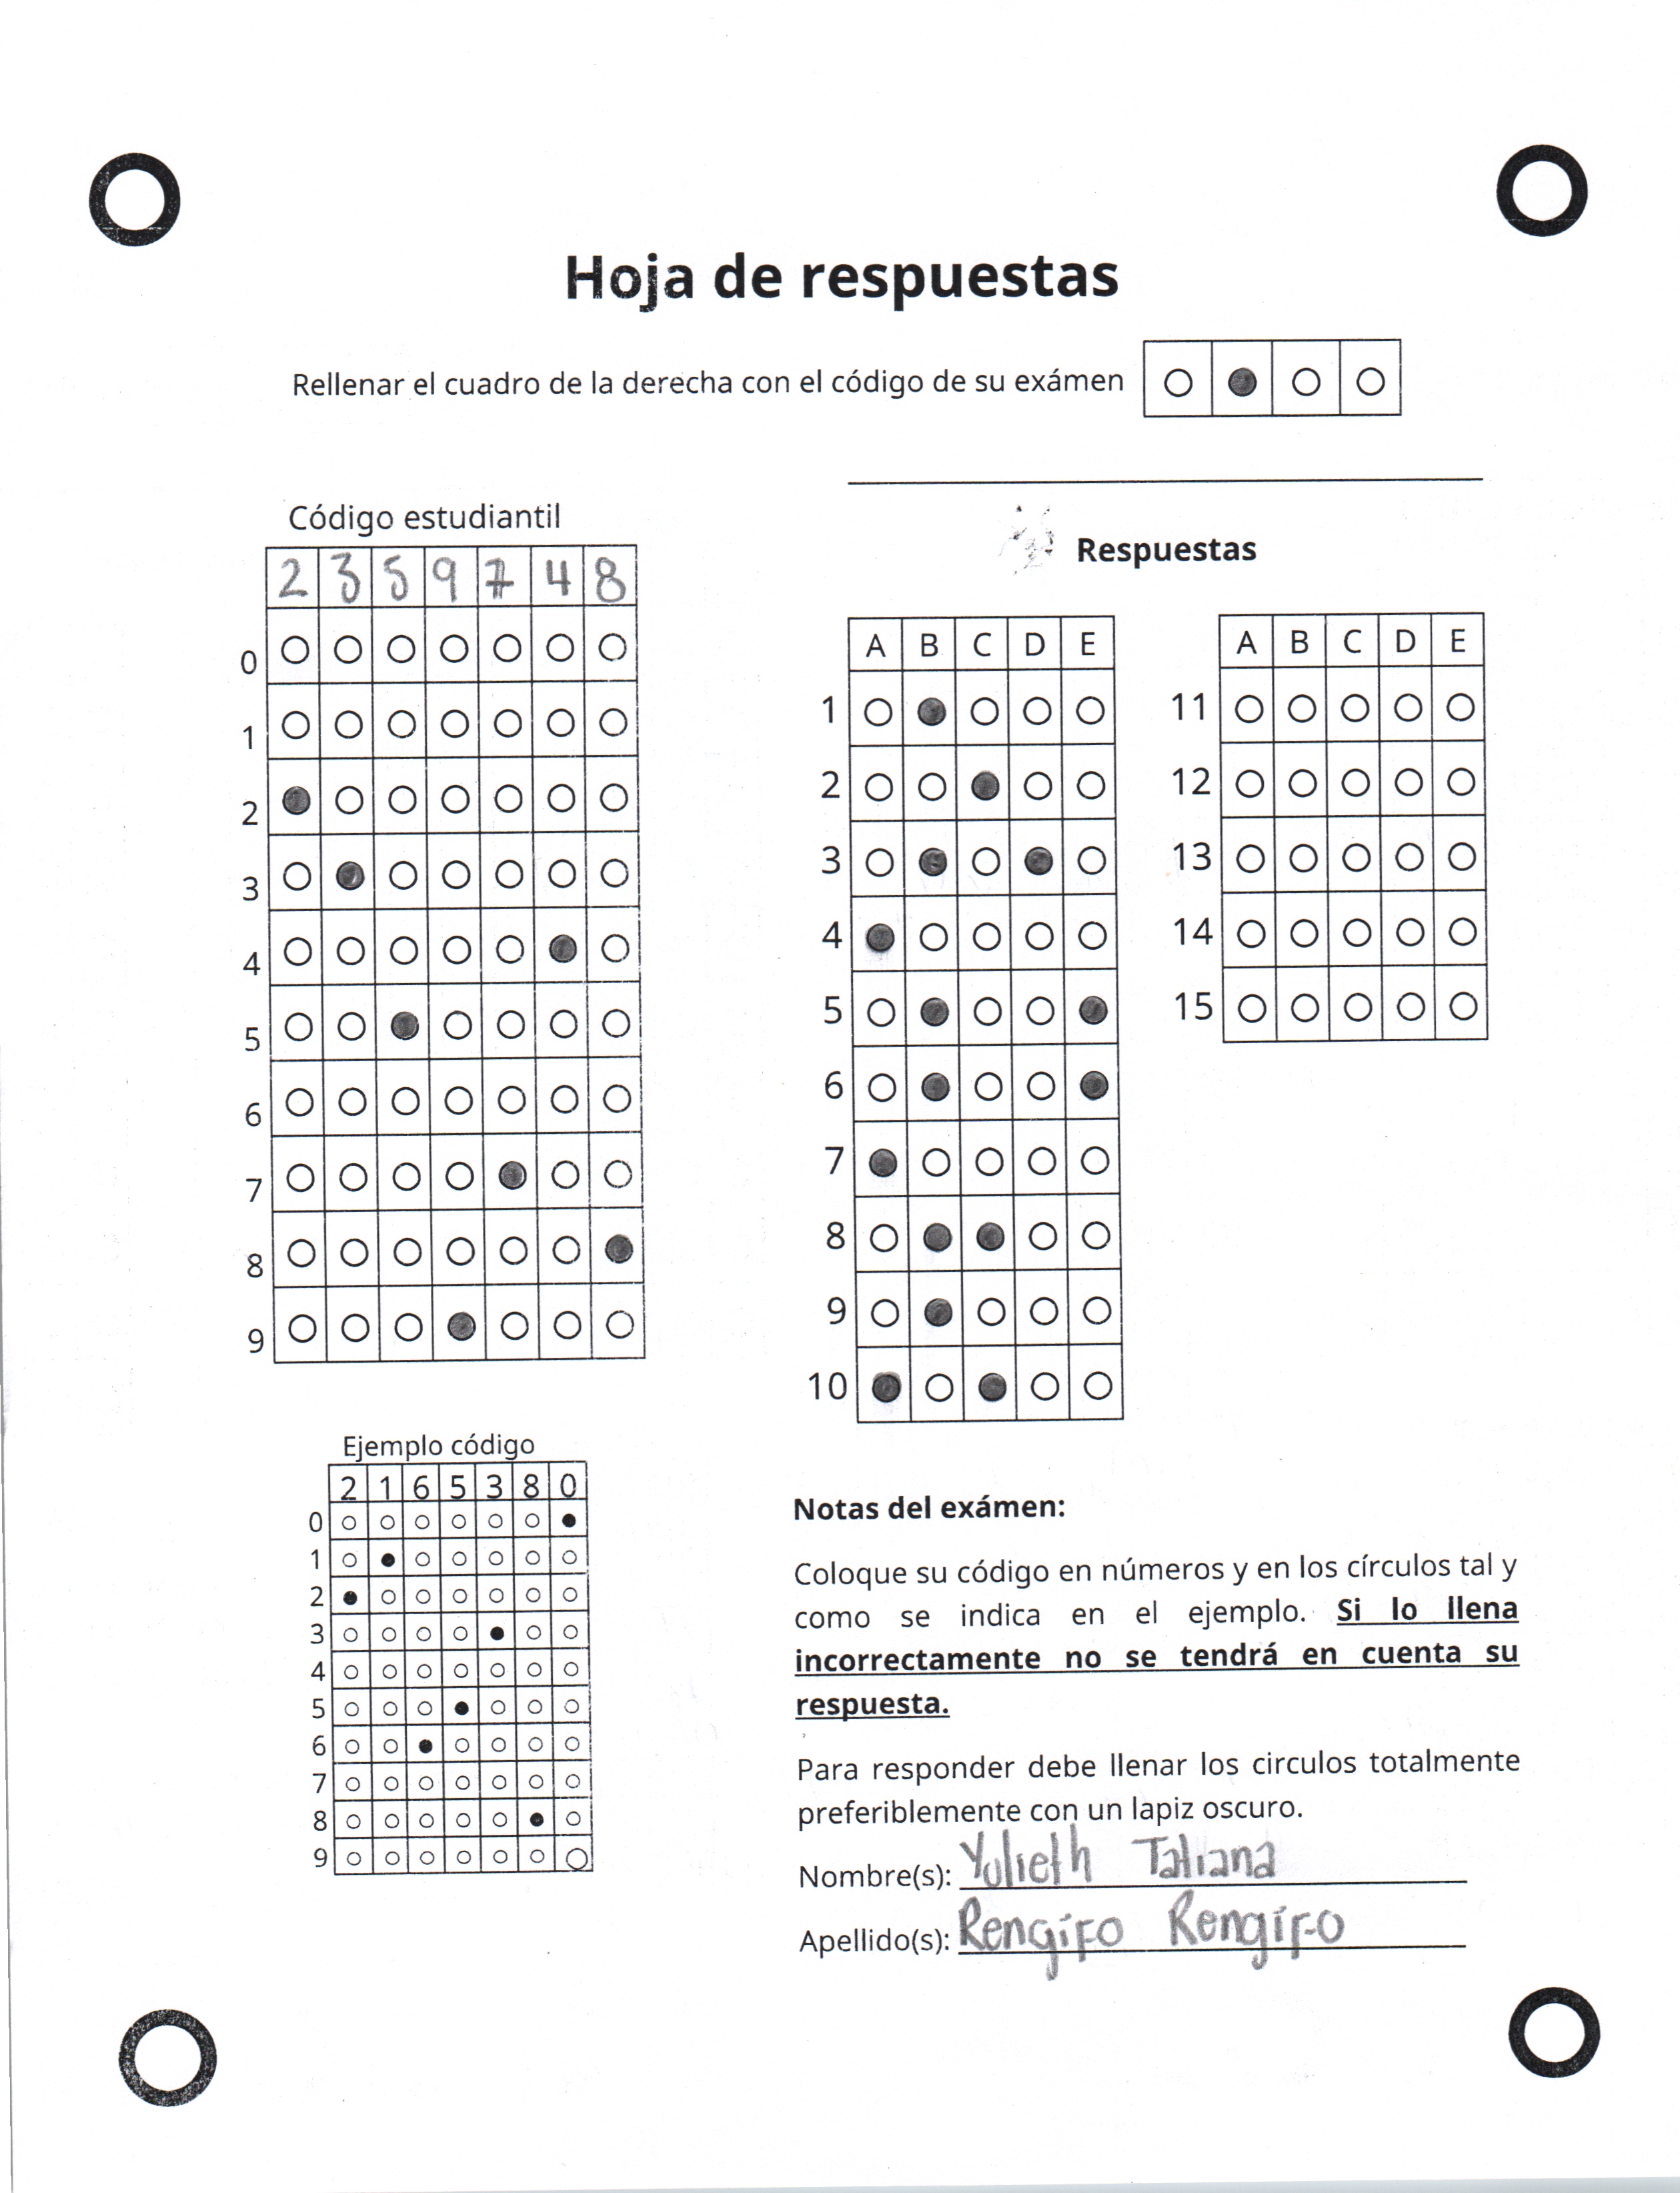 Hoja de respuestas
Rellenar el cuadro de la derecha con el código de su exámen
Código estudiantil
2 3 5 9 7 4 8
0
1
2
3
4
5
6
7
8
9
Respuestas
A B C D E
1
2
3
4
5
6
7
8
9
10
A B C D E
11
12
13
14
15
Ejemplo código
2 1 6 5 3 8 0
0
1
2
3
4
5
6
7
8
9
Notas del exámen:
Coloque su código en números y en los círculos tal y
como se indica en el ejemplo. Si lo llena
incorrectamente no se tendrá en cuenta su
respuesta.
Para responder debe llenar los circulos totalmente
preferiblemente con un lapiz oscuro.
Nombre(s): Yulieth Taliana
Apellido(s): Rengifo Rengifo